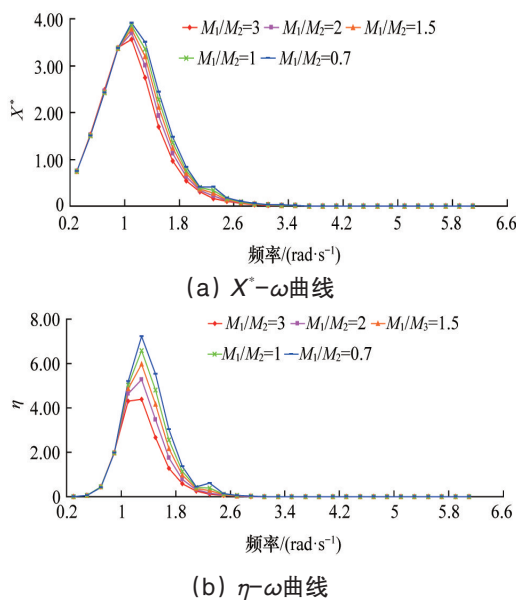 4.00
3.00
2.00
1.00
0
X*
M₁/M₂=3 M₁/M₂=2 M₁/M₂=1.5
M₁/M₂=1 M₁/M₂=0.7
0.2 1 1.8 2.6 3.4 4.2 5 5.8 6.6
频率/(rad·s⁻¹)
(a) X*-ω曲线
8.00
6.00
4.00
2.00
0.00
η
M₁/M₂=3 M₁/M₂=2 M₁/M₃=1.5
M₁/M₂=1 M₁/M₂=0.7
0.2 1 1.8 2.6 3.4 4.2 5 5.8 6.6
频率/(rad·s⁻¹)
(b) η-ω曲线